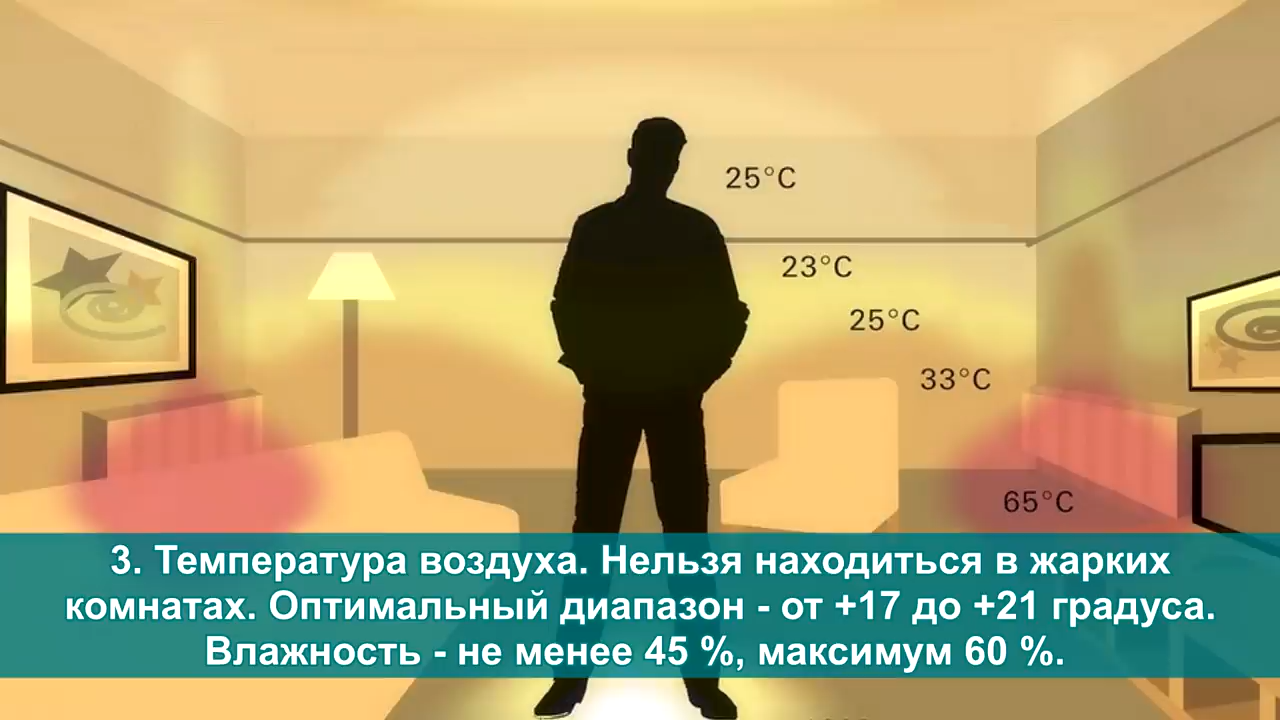 25°C
23°C
25°C
33°C
65°C
3. Температура воздуха. Нельзя находиться в жарких
комнатах. Оптимальный диапазон - от +17 до +21 градуса.
Влажность - не менее 45 %, максимум 60 %.